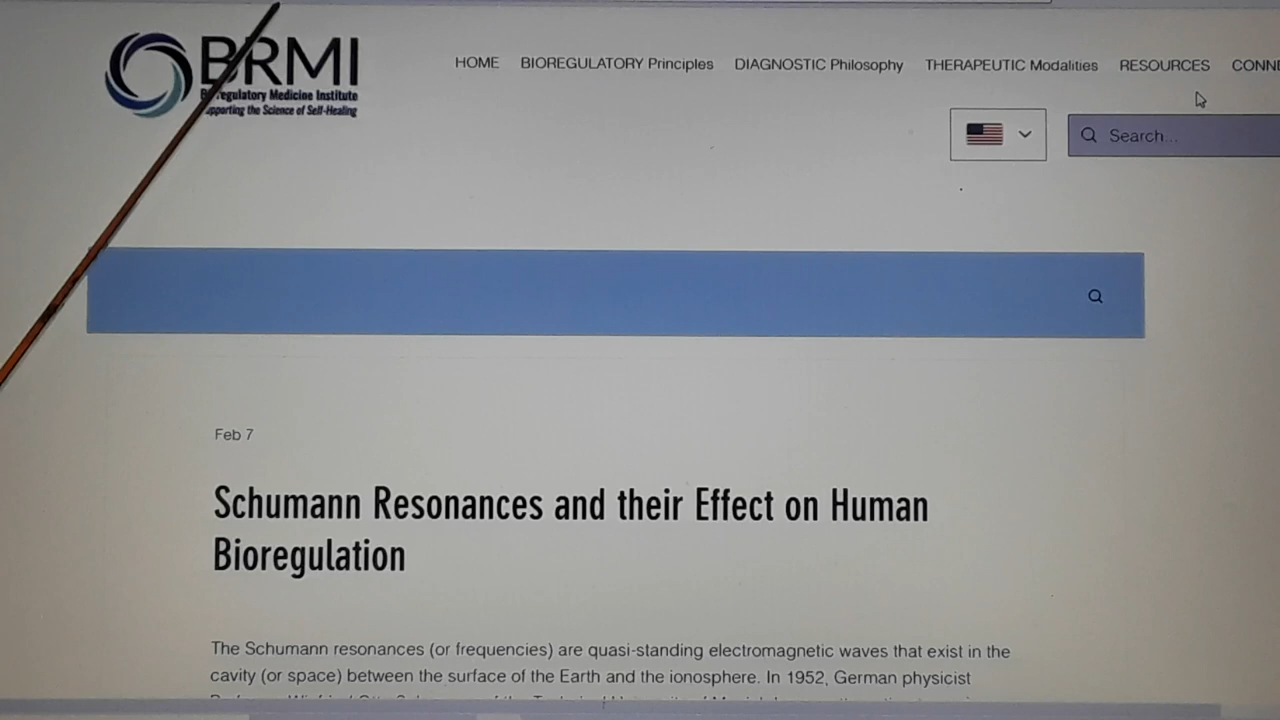 BRMI
regulatory Medicine Institute
pporting the Science of Self-Healing
HOME BIOREGULATORY Principles DIAGNOSTIC Philosophy THERAPEUTIC Modalities RESOURCES CONNE
Search...
Feb 7
Schumann Resonances and their Effect on Human
Bioregulation
The Schumann resonances (or frequencies) are quasi-standing electromagnetic waves that exist in the
cavity (or space) between the surface of the Earth and the ionosphere. In 1952, German physicist